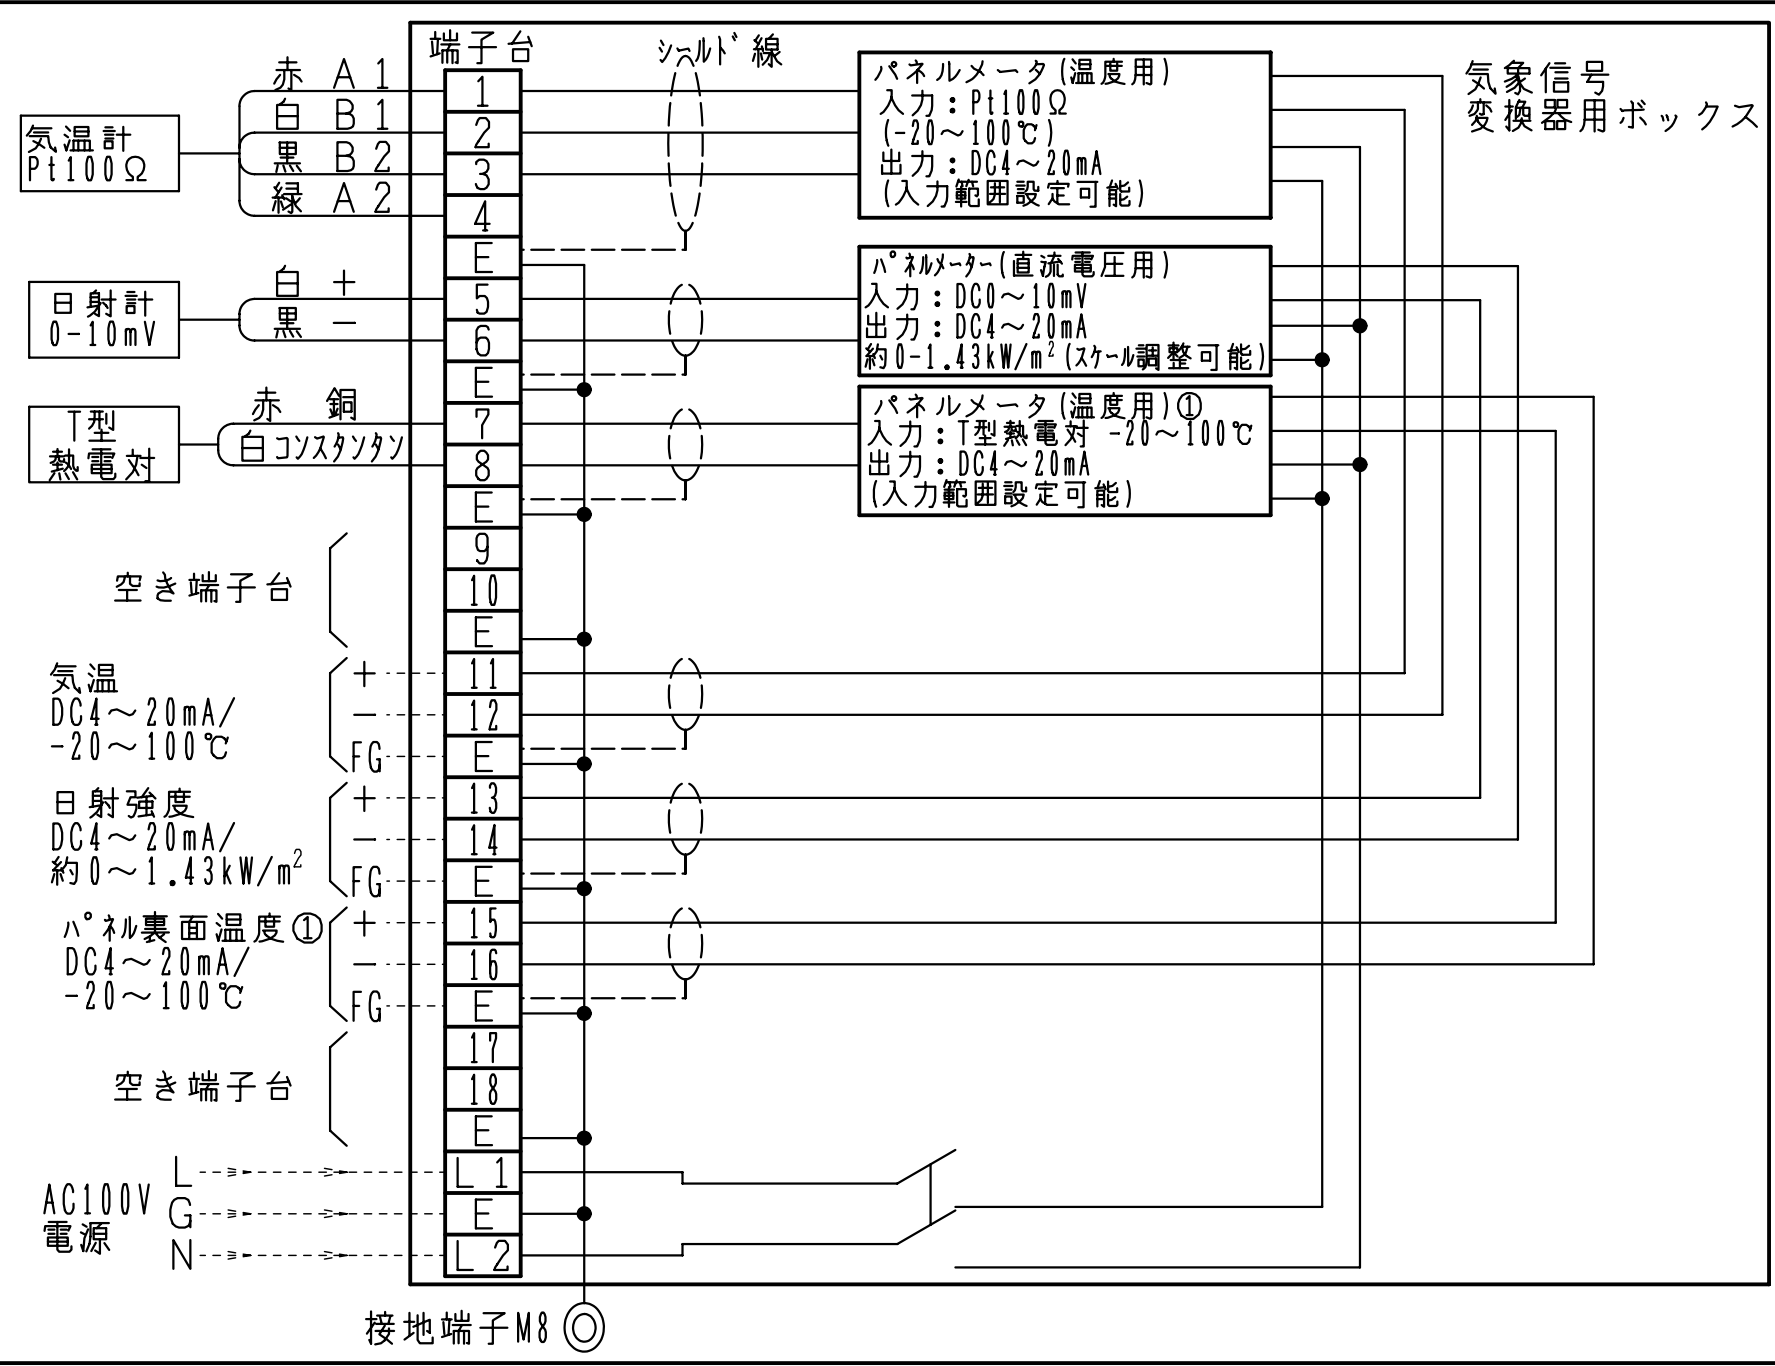 端子台
シールド線
気象信号
変換器用ボックス
赤 A1
白 B1
黒 B2
緑 A2
気温計
Pt100Ω
白 +
黒 -
日射計
0-10mV
赤 銅
白 コンスタンタン
T型
熱電対
空き端子台
気温
DC4~20mA/
-20~100℃
+
-
FG
日射強度
DC4~20mA/
約0~1.43kW/m²
+
-
FG
パネル裏面温度①
DC4~20mA/
-20~100℃
+
-
FG
空き端子台
AC100V
電源
L
G
N
1
2
3
4
E
5
6
E
7
8
E
9
10
E
11
12
E
13
14
E
15
16
E
17
18
E
L1
E
L2
パネルメータ(温度用)
入力:Pt100Ω
(-20~100℃)
出力:DC4~20mA
(入力範囲設定可能)
パネルメーター(直流電圧用)
入力:DC0~10mV
出力:DC4~20mA
約0-1.43kW/m²(スケール調整可能)
パネルメータ(温度用)①
入力:T型熱電対 -20~100℃
出力:DC4~20mA
(入力範囲設定可能)
接地端子M8